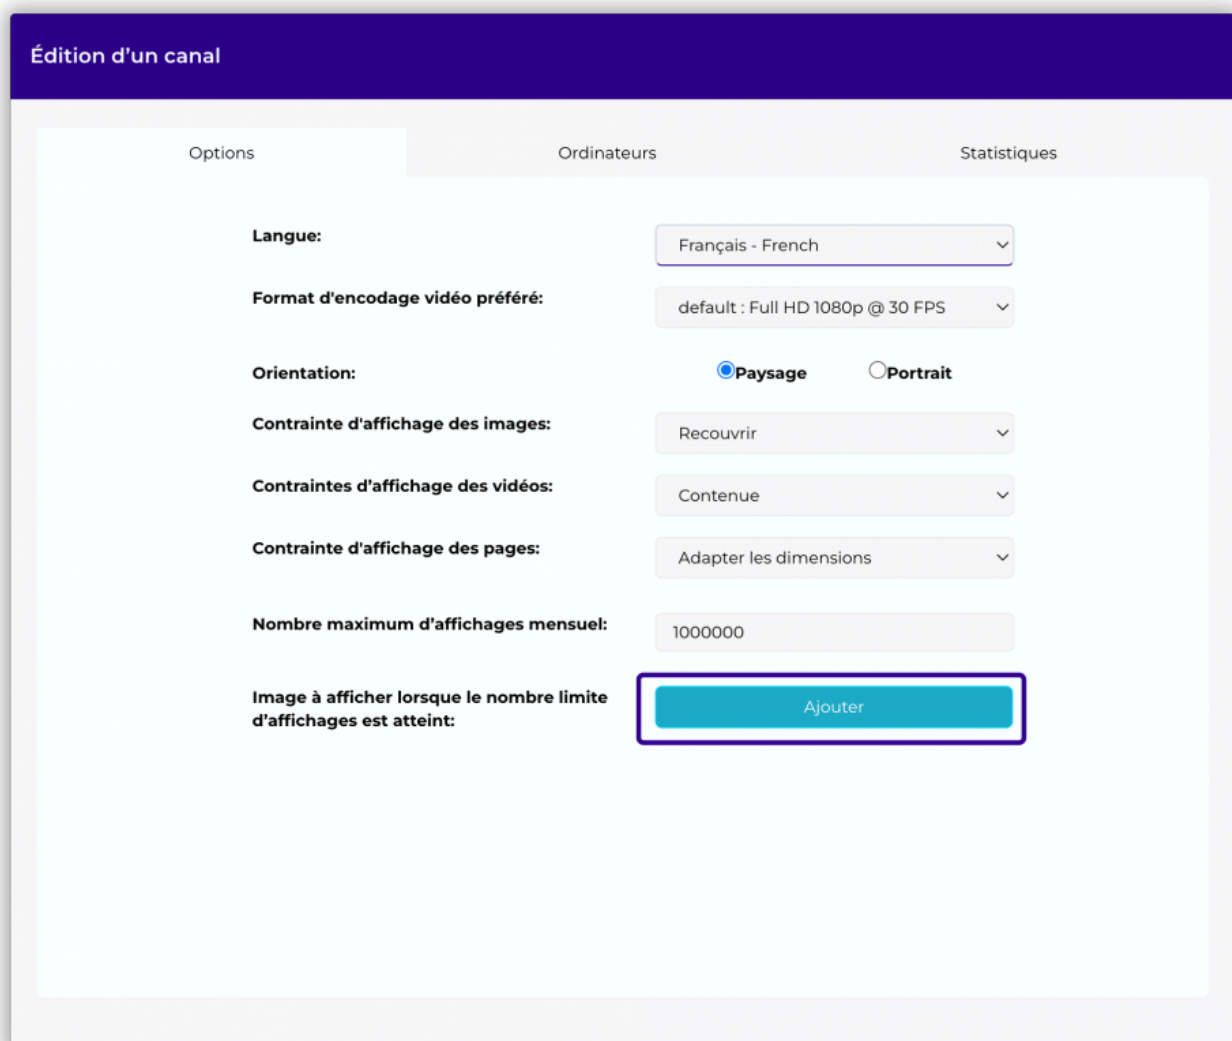 Édition d’un canal
Options
Ordinateurs
Statistiques
Langue:
Français - French
Format d'encodage vidéo préféré:
default : Full HD 1080p @ 30 FPS
Orientation:
Paysage
Portrait
Contrainte d'affichage des images:
Recouvrir
Contraintes d’affichage des vidéos:
Contenue
Contrainte d'affichage des pages:
Adapter les dimensions
Nombre maximum d’affichages mensuel:
1000000
Image à afficher lorsque le nombre limite
d’affichages est atteint:
Ajouter